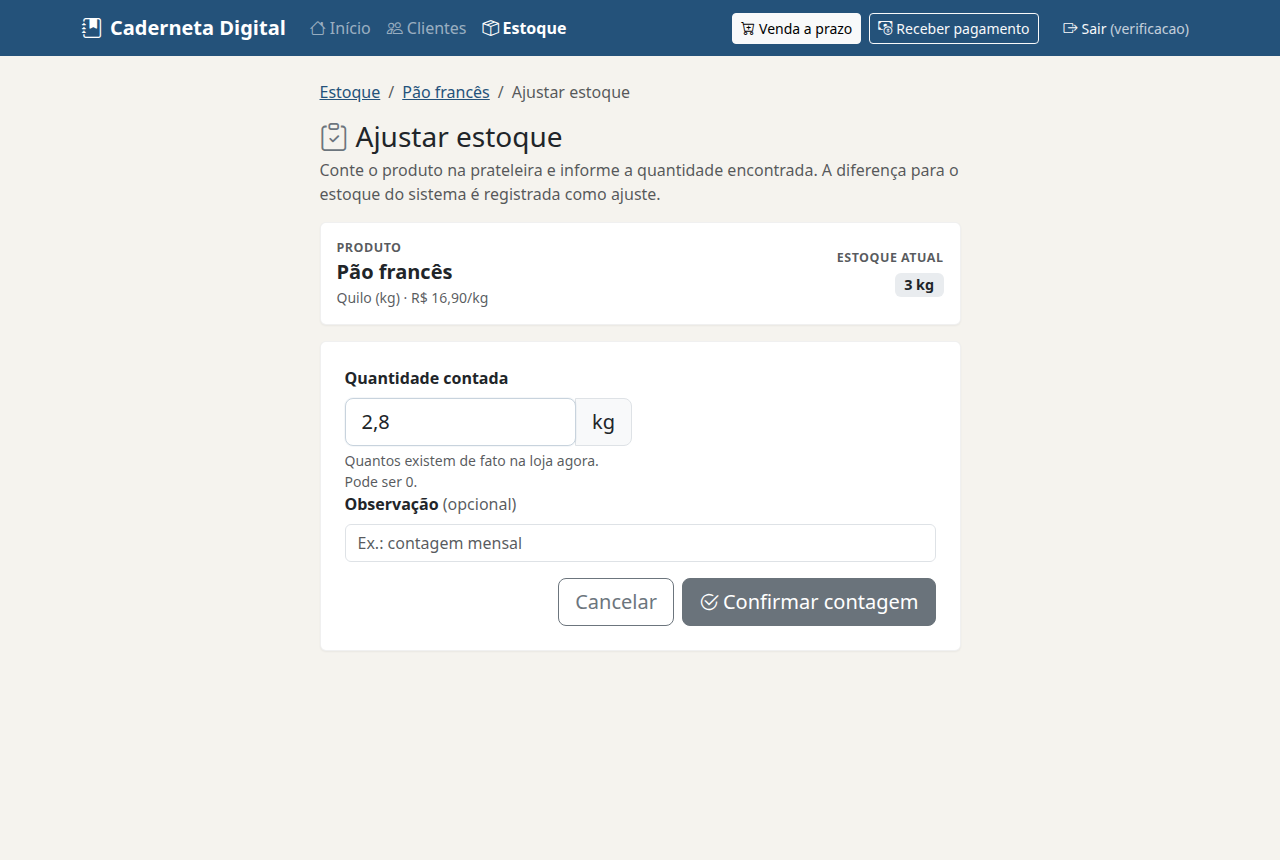 Caderneta Digital Início Clientes Estoque Venda a prazo Receber pagamento Sair (verificacao)
Estoque / Pão francês / Ajustar estoque
Ajustar estoque
Conte o produto na prateleira e informe a quantidade encontrada. A diferença para o
estoque do sistema é registrada como ajuste.
PRODUTO
Pão francês
Quilo (kg) · R$ 16,90/kg
ESTOQUE ATUAL
3 kg
Quantidade contada
2,8 kg
Quantos existem de fato na loja agora.
Pode ser 0.
Observação (opcional)
Ex.: contagem mensal
Cancelar Confirmar contagem